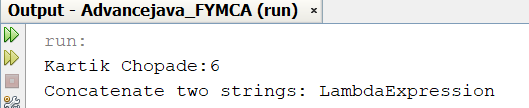 Output - Advancejava_FYMCA (run) ×
run:
Kartik Chopade:6
Concatenate two strings: LambdaExpression